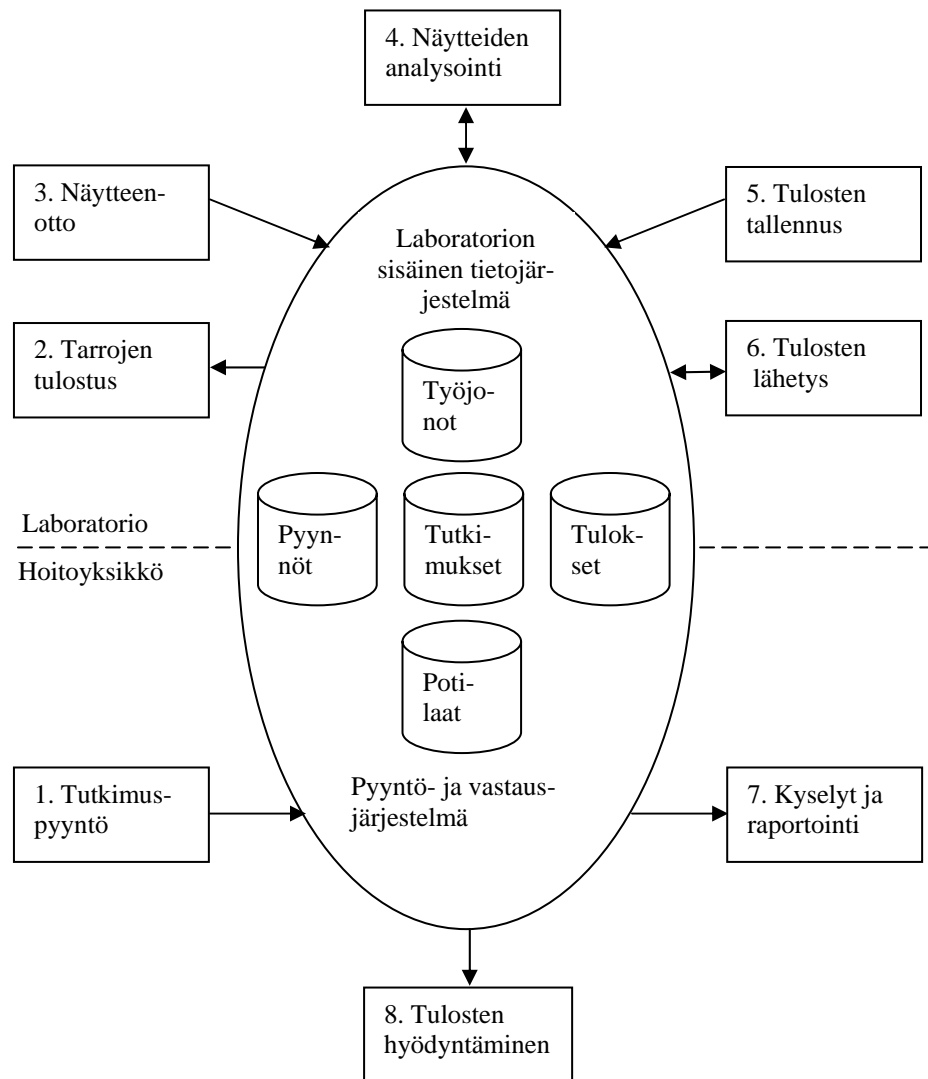 4. Näytteiden
analysointi
3. Näytteen-
otto
5. Tulosten
tallennus
Laboratorion
sisäinen tietojär-
jestelmä
2. Tarrojen
tulostus
6. Tulosten
lähetys
Työjo-
not
Pyyn-
nöt
Tutki-
mukset
Tulok-
set
Laboratorio
Hoitoyksikkö
Poti-
laat
1. Tutkimus-
pyyntö
Pyyntö- ja vastaus-
järjestelmä
7. Kyselyt ja
raportointi
8. Tulosten
hyödyntäminen